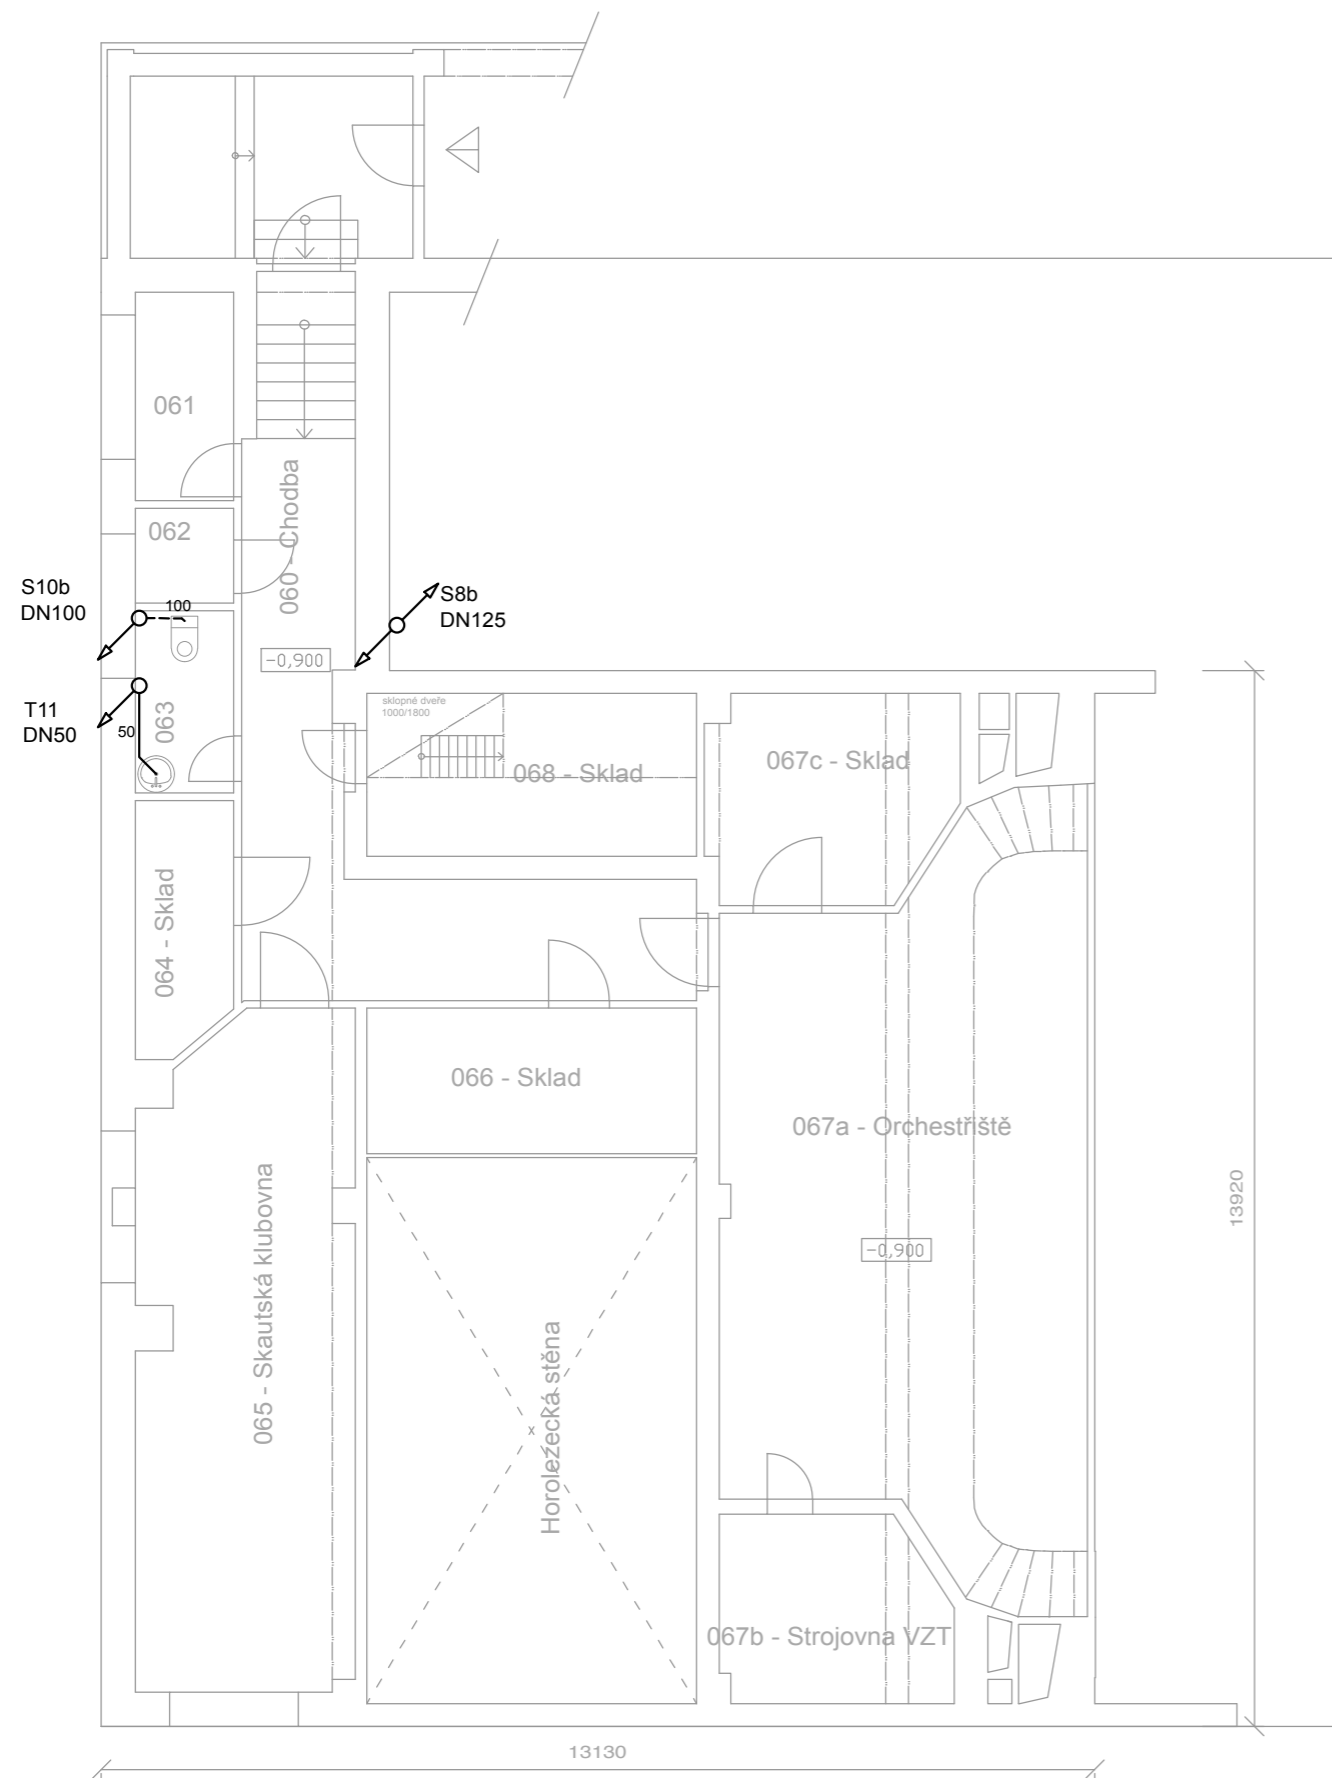 061
062
060 - Chodba
S10b
DN100
100
S8b
DN125
-0,900
T11
DN50
50
063
sklopné dveře
1000/1800
068 - Sklad
067c - Sklad
064 - Sklad
066 - Sklad
067a - Orchestřiště
065 - Skautská klubovna
Horolezecká stěna
-0,900
13920
067b - Strojovna VZT
13130